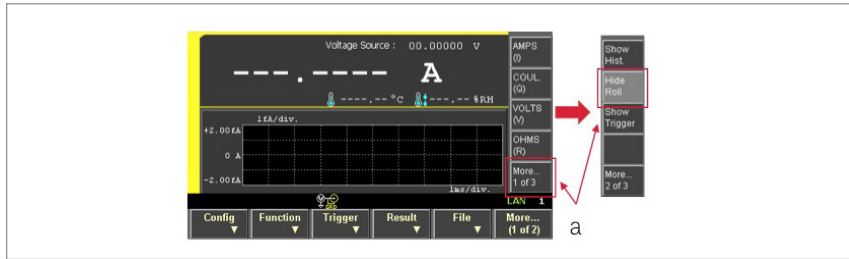 Voltage Source : 00.00000 V
---.---- A
----.-- °C ---.-- %RH
1fA/div.
+2.00fA
0 A
-2.00fA
1ms/div.
AMPS
(I)
COUL.
(Q)
VOLTS
(V)
OHMS
(R)
More...
1 of 3
LAN i
Config
Function
Trigger
Result
File
More...
(1 of 2)
Show
Hist.
Hide
Roll
Show
Trigger
More...
2 of 3
a